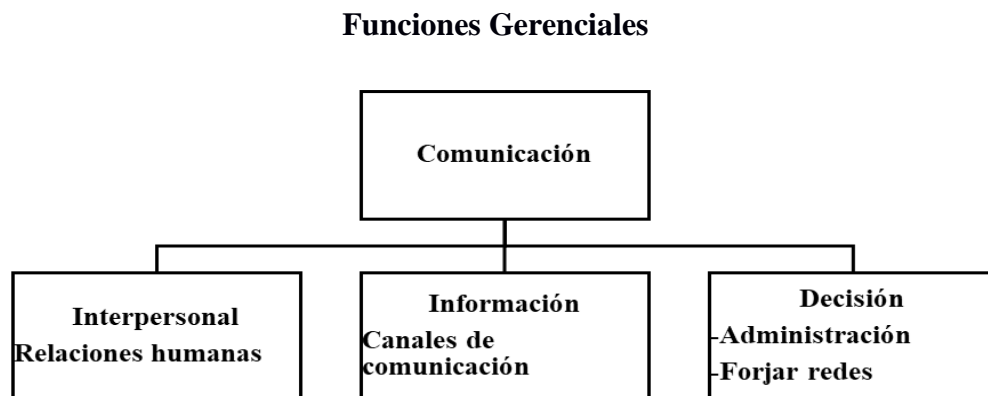 Funciones Gerenciales
Comunicación
Interpersonal
Relaciones humanas
Información
Canales de
comunicación
Decisión
-Administración
-Forjar redes